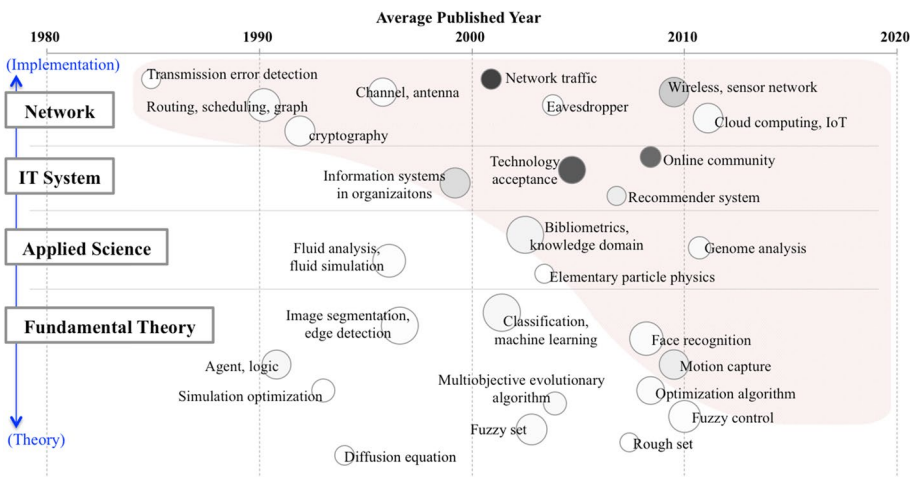 Average Published Year
1980
1990
2000
2010
2020
(Implementation)
Network
Transmission error detection
Routing, scheduling, graph
cryptography
Channel, antenna
Network traffic
Eavesdropper
Wireless, sensor network
Cloud computing, IoT
IT System
Information systems
in organizaitons
Technology
acceptance
Online community
Recommender system
Applied Science
Fluid analysis,
fluid simulation
Bibliometrics,
knowledge domain
Elementary particle physics
Genome analysis
Fundamental Theory
Image segmentation,
edge detection
Classification,
machine learning
Face recognition
Motion capture
Agent, logic
Simulation optimization
Multiobjective evolutionary
algorithm
Optimization algorithm
Fuzzy control
Fuzzy set
Rough set
Diffusion equation
(Theory)